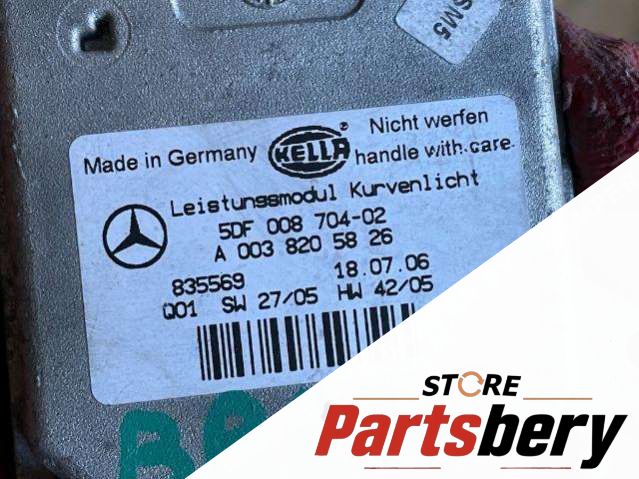 SM5
Made in Germany HELLA ® Nicht werfen
handle with care.
Leistungsmodul Kurvenlicht
5DF 008 704-02
A 003 820 58 26
835569 18.07.06
Q01 SW 27/05 HW 42/05
STORE
Partsbery